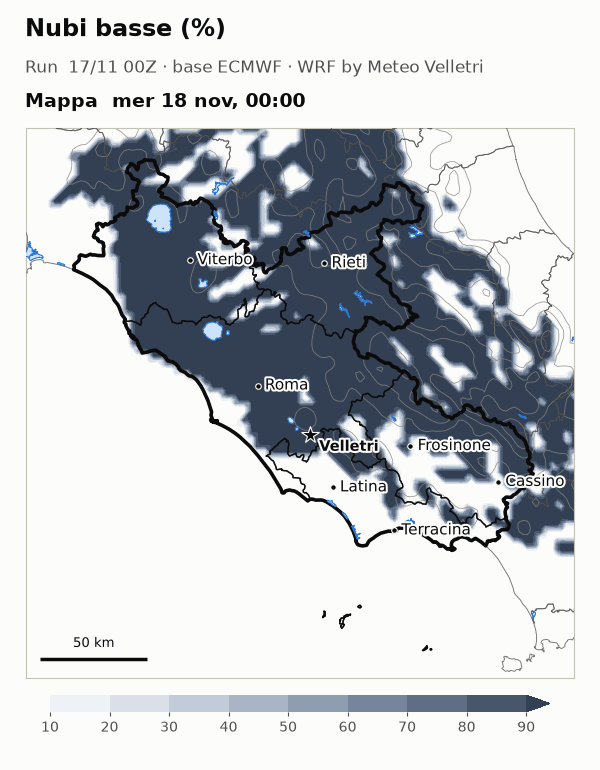 Nubi basse (%)
Run 17/11 00Z · base ECMWF · WRF by Meteo Velletri
Mappa mer 18 nov, 00:00
Viterbo
Rieti
Roma
Velletri
Frosinone
Latina
Cassino
Terracina
50 km
10 20 30 40 50 60 70 80 90